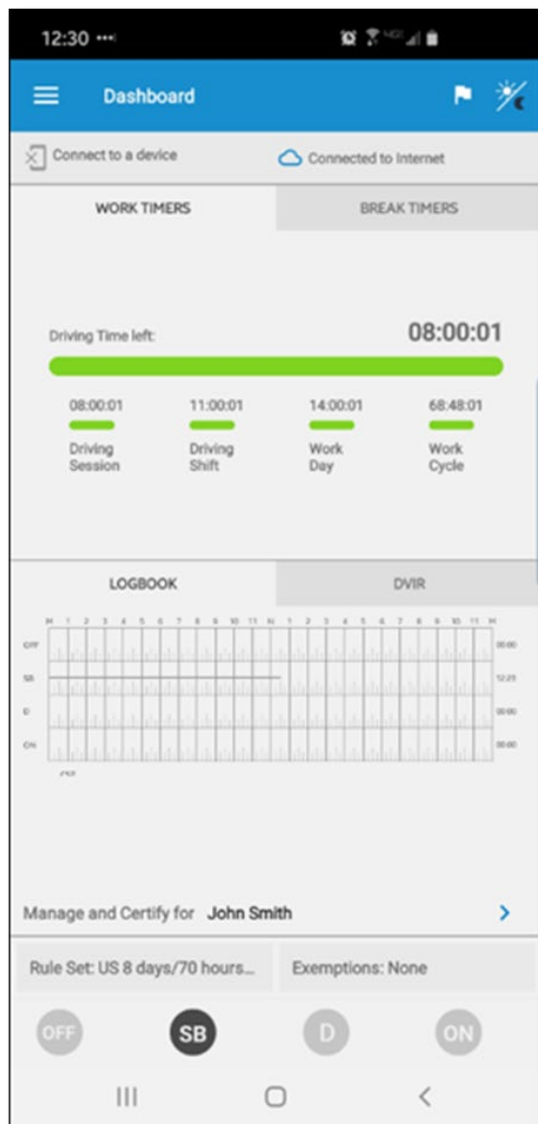 12:30
Dashboard
Connect to a device
Connected to Internet
WORK TIMERS
BREAK TIMERS
Driving Time left:
08:00:01
08:00:01 11:00:01 14:00:01 68:48:01
Driving Session
Driving Shift
Work Day
Work Cycle
LOGBOOK
DVIR
M 1 2 3 4 5 6 7 8 9 10 11 N 1 2 3 4 5 6 7 8 9 10 11 M
OFF 00:00
SB
D 00:00
ON 00:00
Manage and Certify for John Smith
Rule Set: US 8 days/70 hours...
Exemptions: None
OFF SB D ON